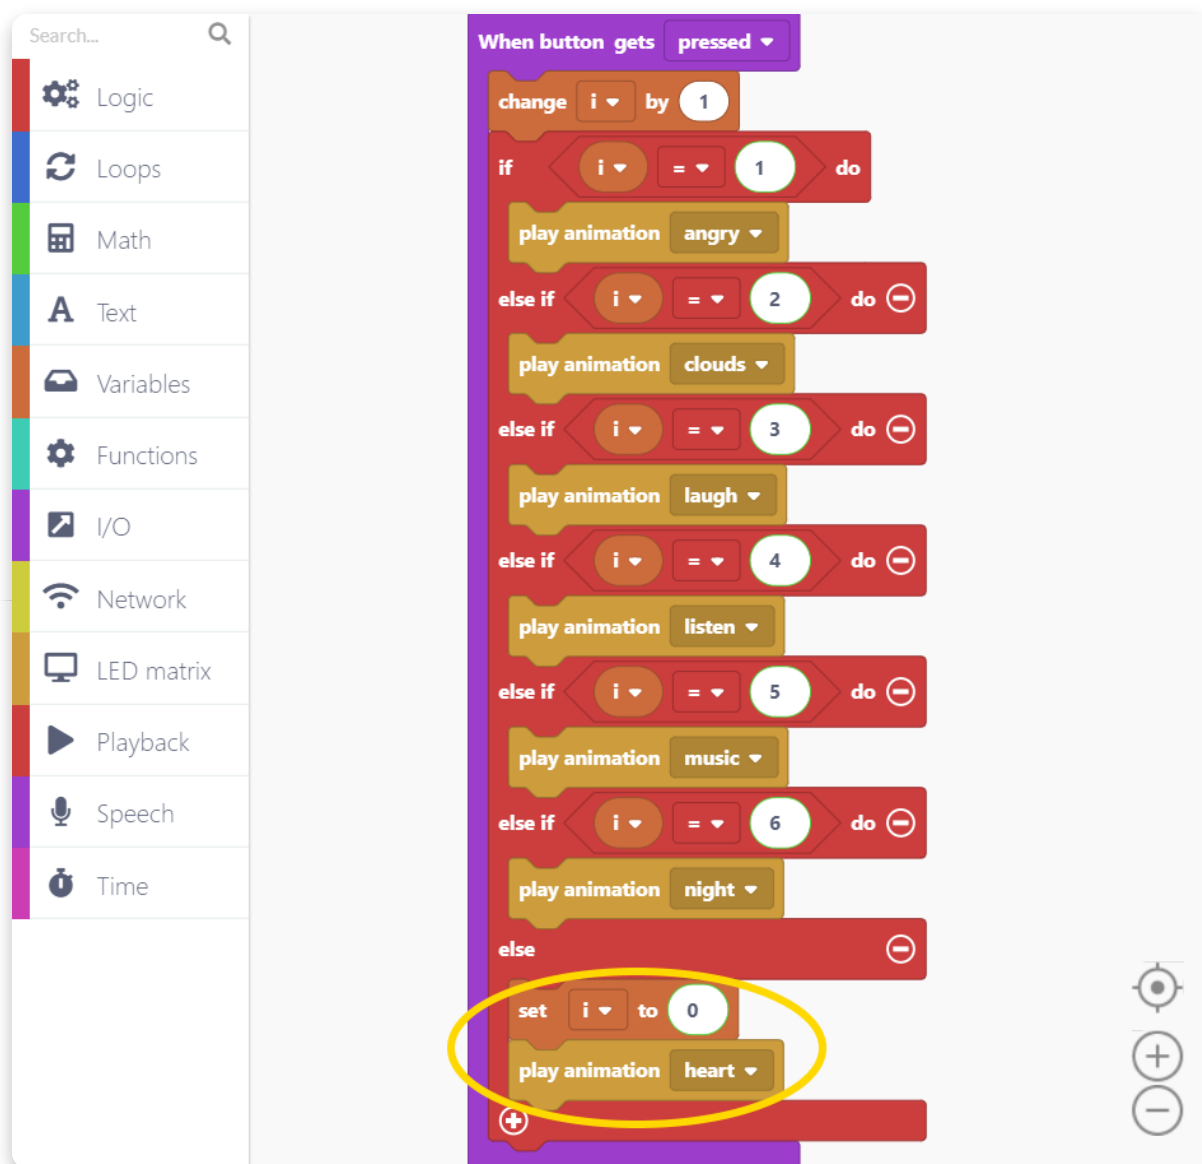 Search...
Logic
Loops
Math
Text
Variables
Functions
I/O
Network
LED matrix
Playback
Speech
Time
When button gets pressed
change i by 1
if i = 1 do
play animation angry
else if i = 2 do
play animation clouds
else if i = 3 do
play animation laugh
else if i = 4 do
play animation listen
else if i = 5 do
play animation music
else if i = 6 do
play animation night
else
set i to 0
play animation heart